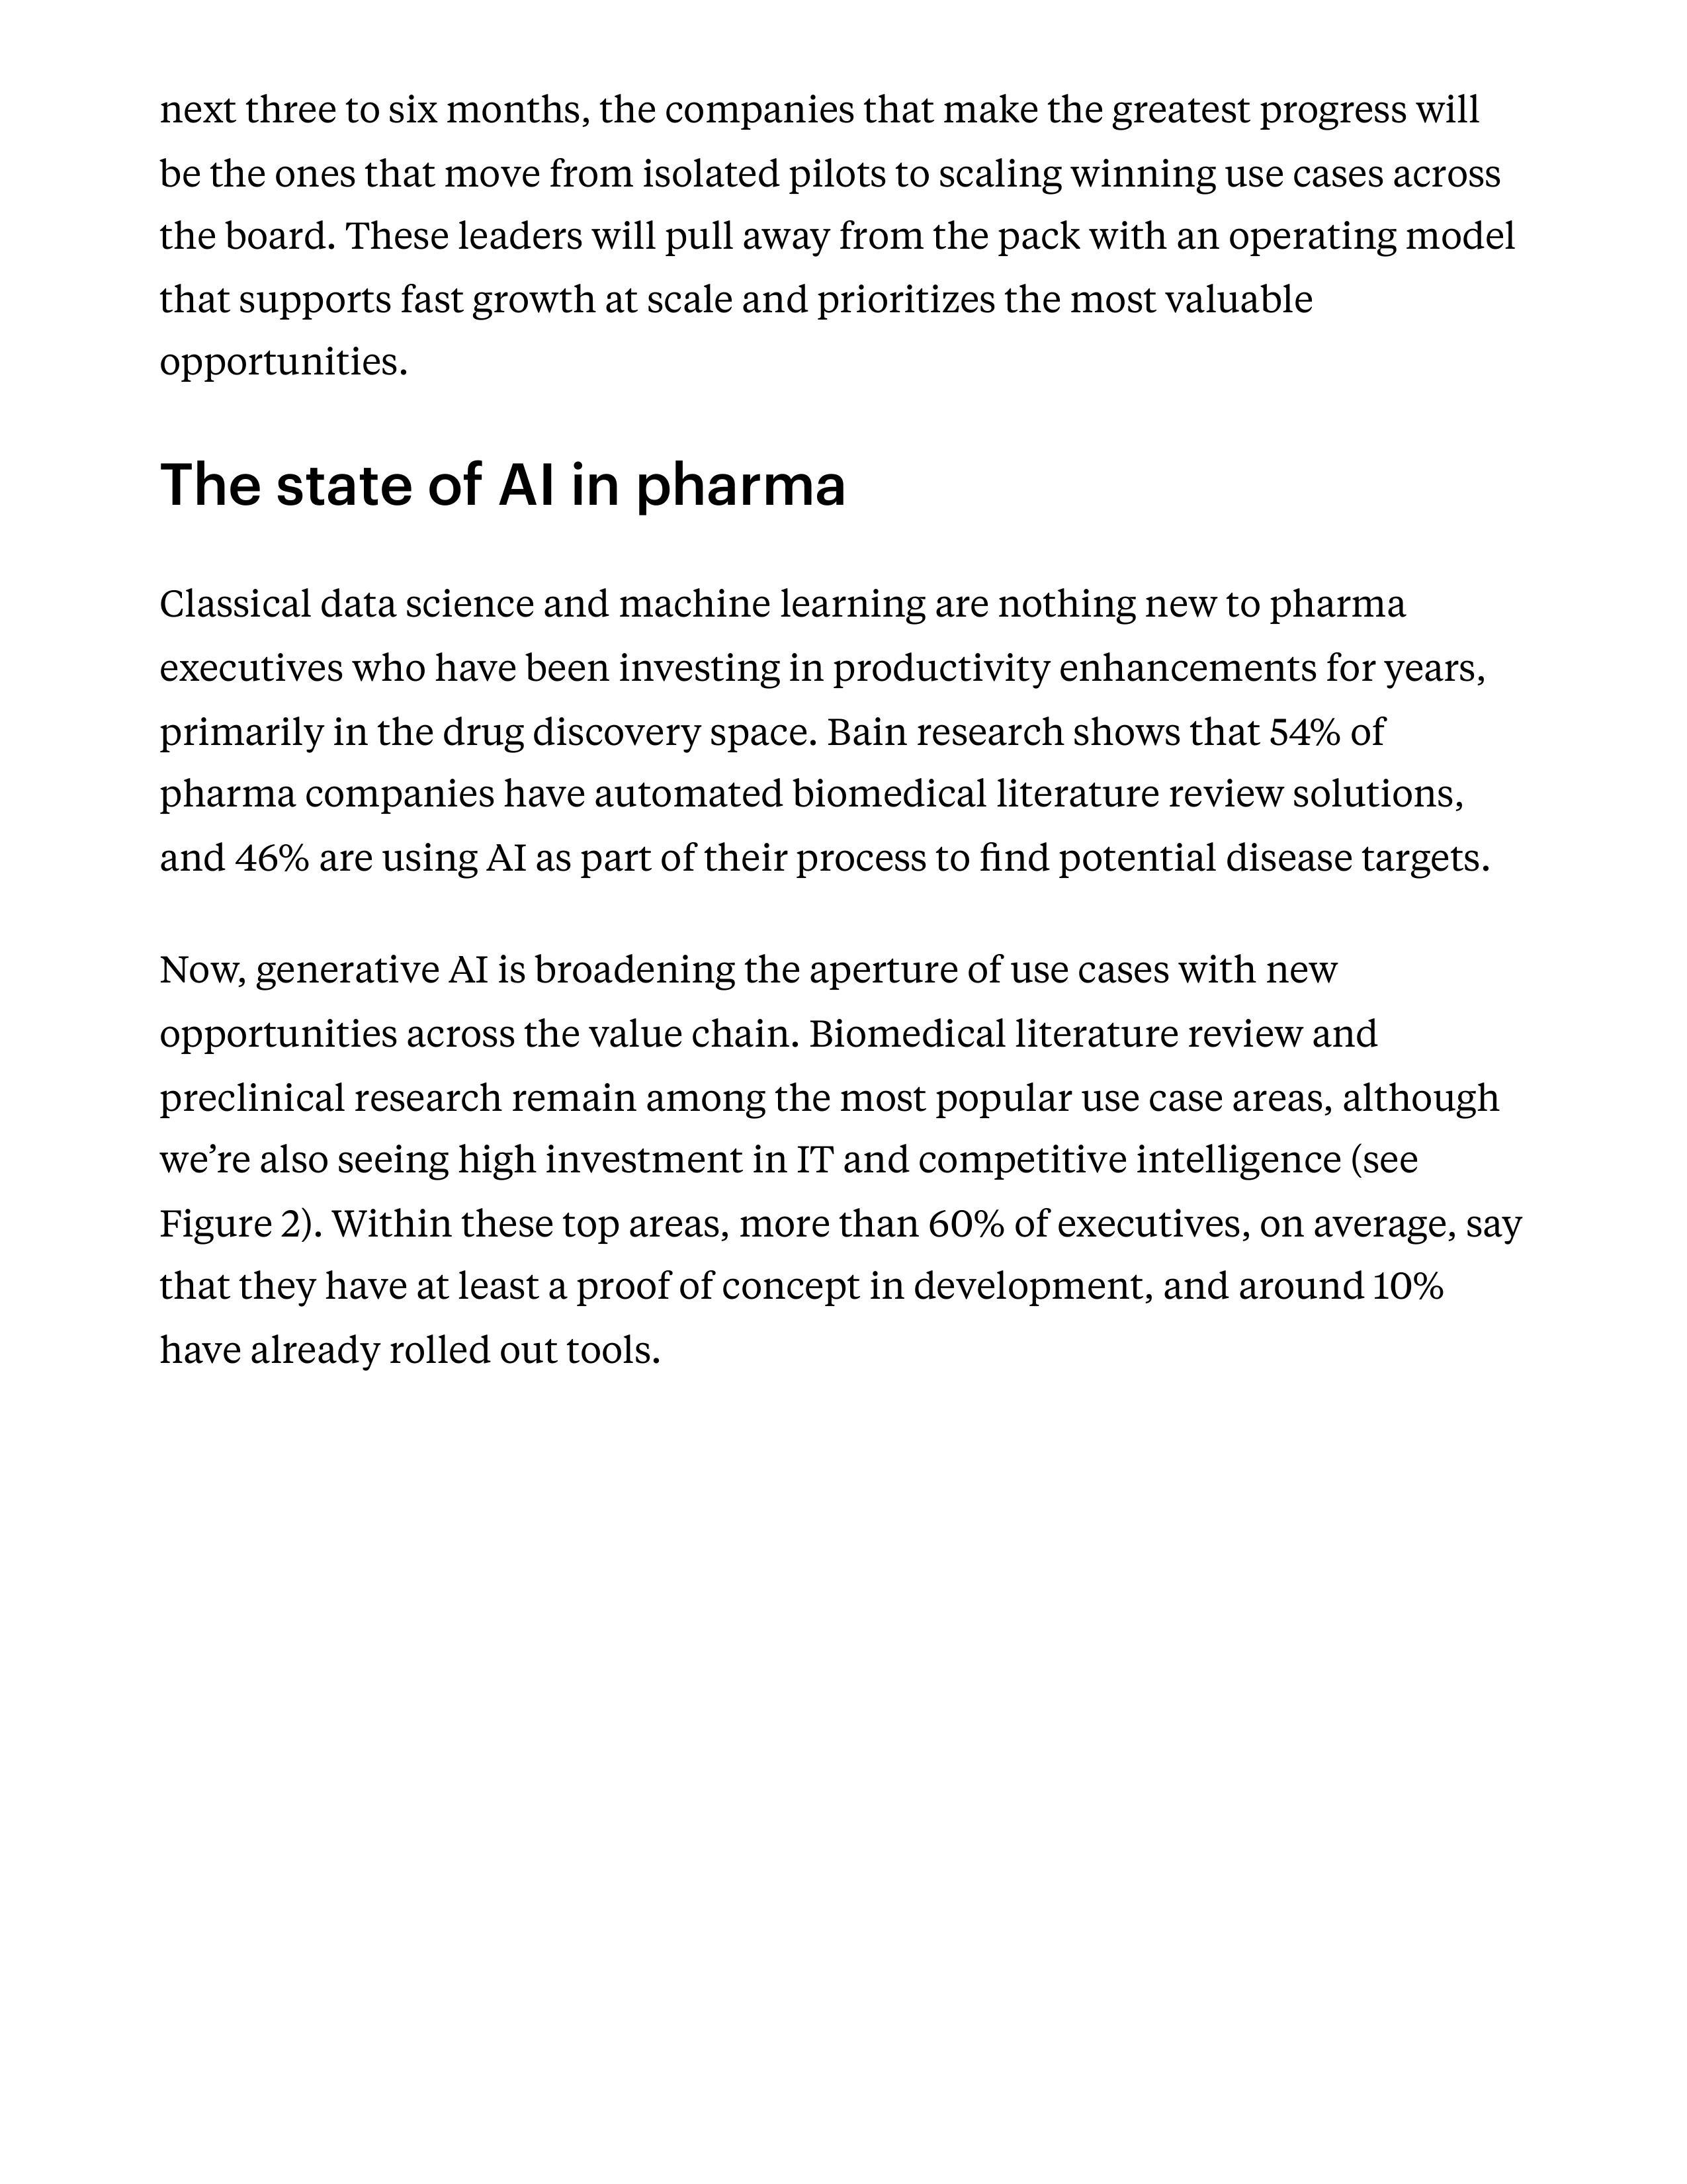 next three to six months, the companies that make the greatest progress will
be the ones that move from isolated pilots to scaling winning use cases across
the board. These leaders will pull away from the pack with an operating model
that supports fast growth at scale and prioritizes the most valuable
opportunities.
The state of AI in pharma
Classical data science and machine learning are nothing new to pharma
executives who have been investing in productivity enhancements for years,
primarily in the drug discovery space. Bain research shows that 54% of
pharma companies have automated biomedical literature review solutions,
and 46% are using AI as part of their process to find potential disease targets.
Now, generative AI is broadening the aperture of use cases with new
opportunities across the value chain. Biomedical literature review and
preclinical research remain among the most popular use case areas, although
we’re also seeing high investment in IT and competitive intelligence (see
Figure 2). Within these top areas, more than 60% of executives, on average, say
that they have at least a proof of concept in development, and around 10%
have already rolled out tools.